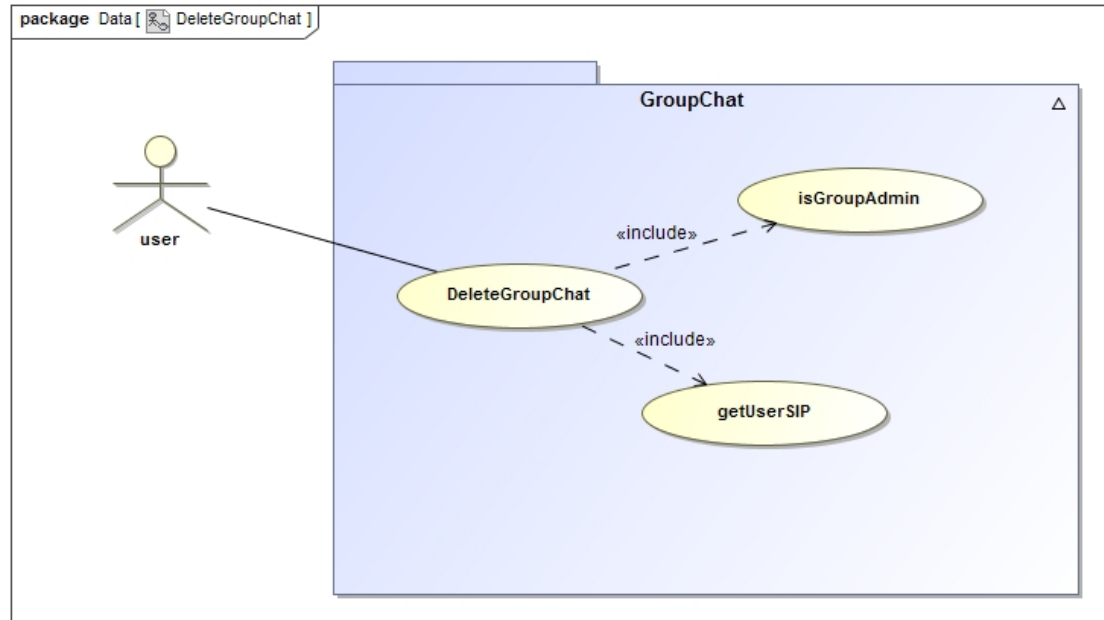 package Data [ DeleteGroupChat ]
GroupChat
isGroupAdmin
«include»
user
DeleteGroupChat
«include»
getUserSIP